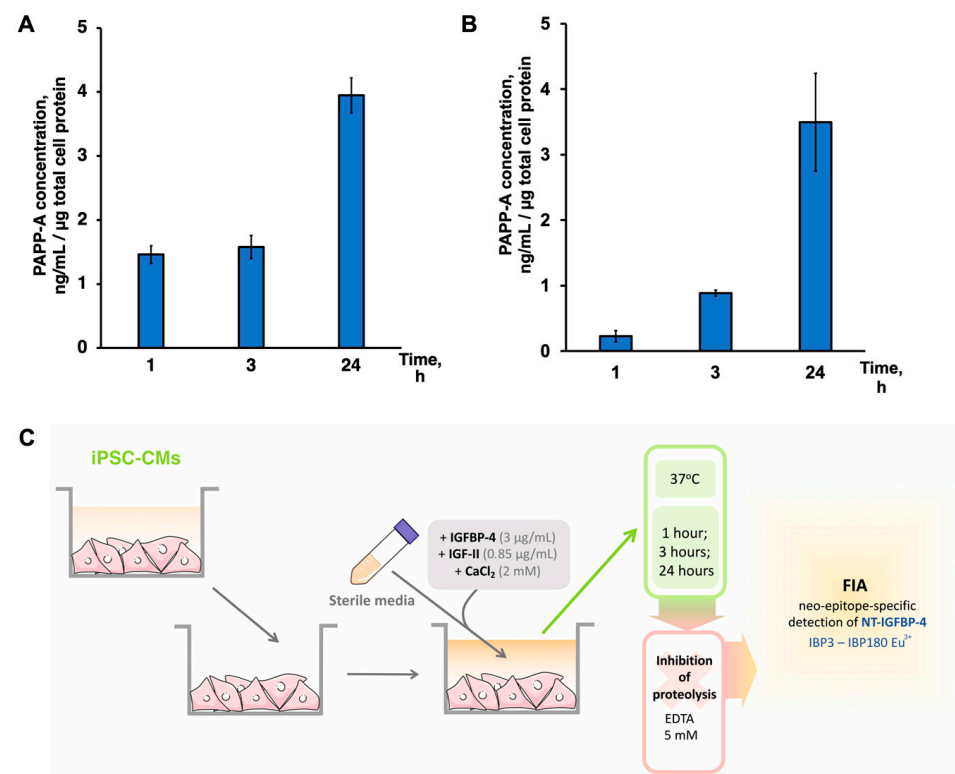 A
PAPP-A concentration,
ng/mL / µg total cell protein
5
4
3
2
1
0
1
3
24
Time,
h
B
PAPP-A concentration,
ng/mL / µg total cell protein
5
4
3
2
1
0
1
3
24
Time,
h
C
iPSC-CMs
Sterile media
+ IGFBP-4 (3 µg/mL)
+ IGF-II (0.85 µg/mL)
+ CaCl₂ (2 mM)
37°C
1 hour;
3 hours;
24 hours
Inhibition
of
proteolysis
EDTA
5 mM
FIA
neo-epitope-specific
detection of NT-IGFBP-4
IBP3 – IBP180 Eu³⁺